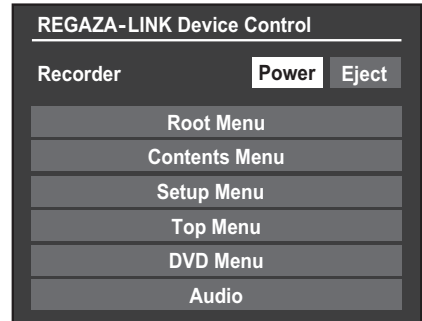 REGAZA-LINK Device Control
Recorder Power Eject
Root Menu
Contents Menu
Setup Menu
Top Menu
DVD Menu
Audio